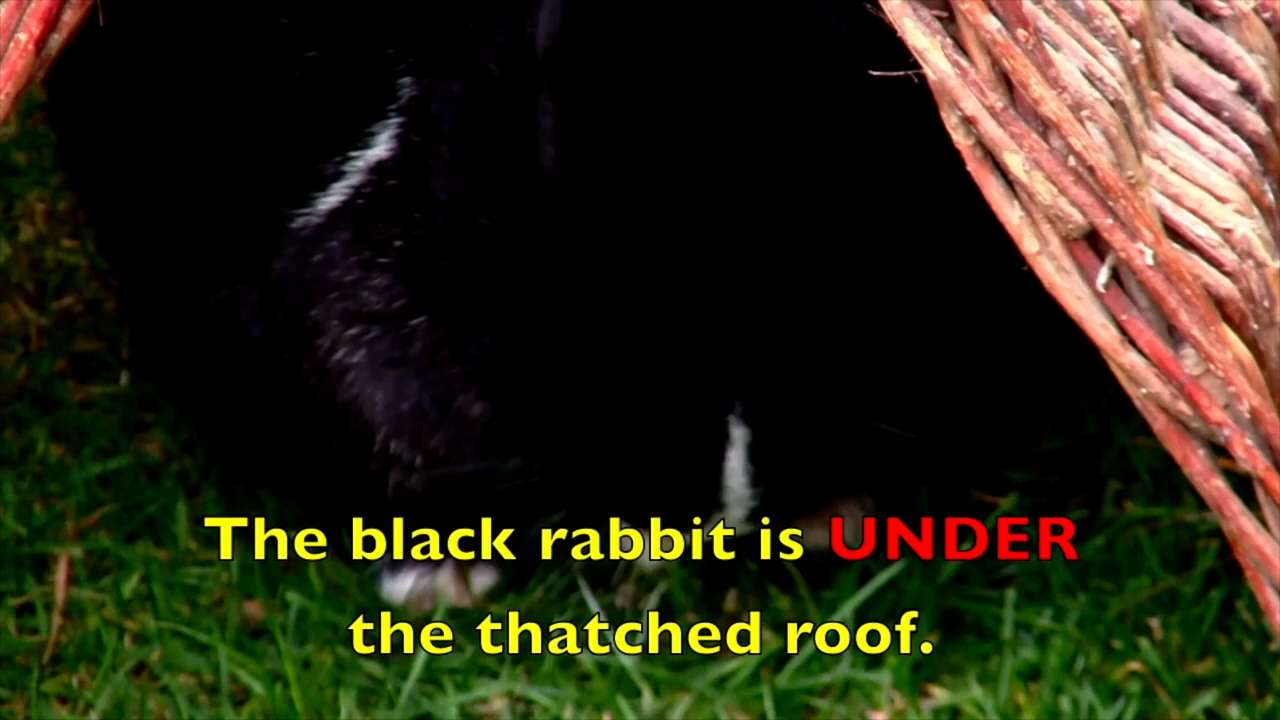 The black rabbit is UNDER
the thatched roof.